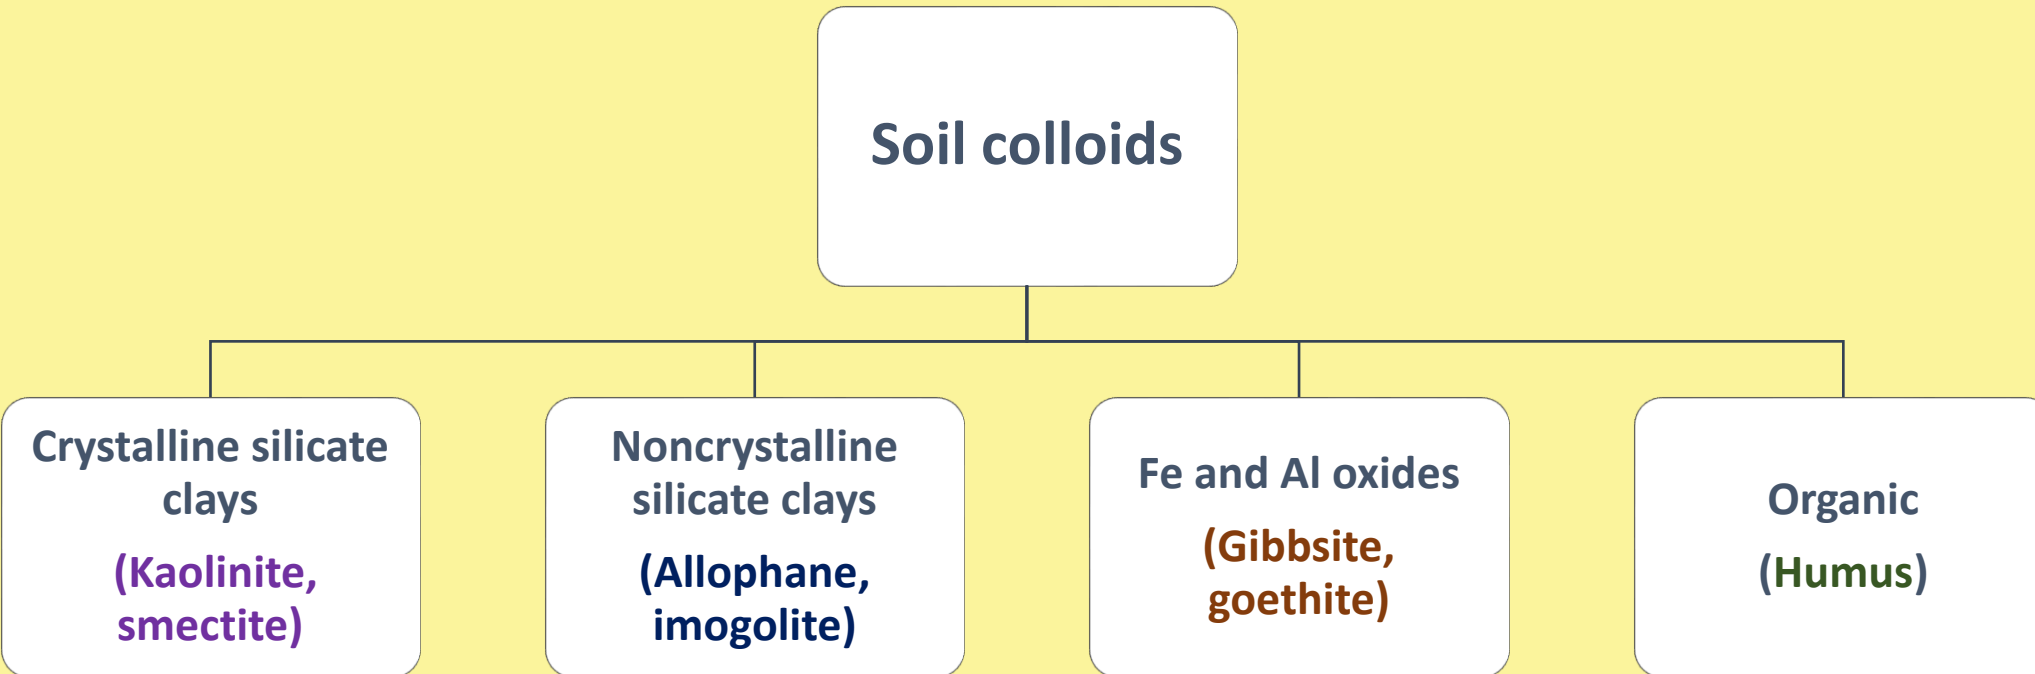 Soil colloids
Crystalline silicate
clays
(Kaolinite,
smectite)
Noncrystalline
silicate clays
(Allophane,
imogolite)
Fe and Al oxides
(Gibbsite,
goethite)
Organic
(Humus)